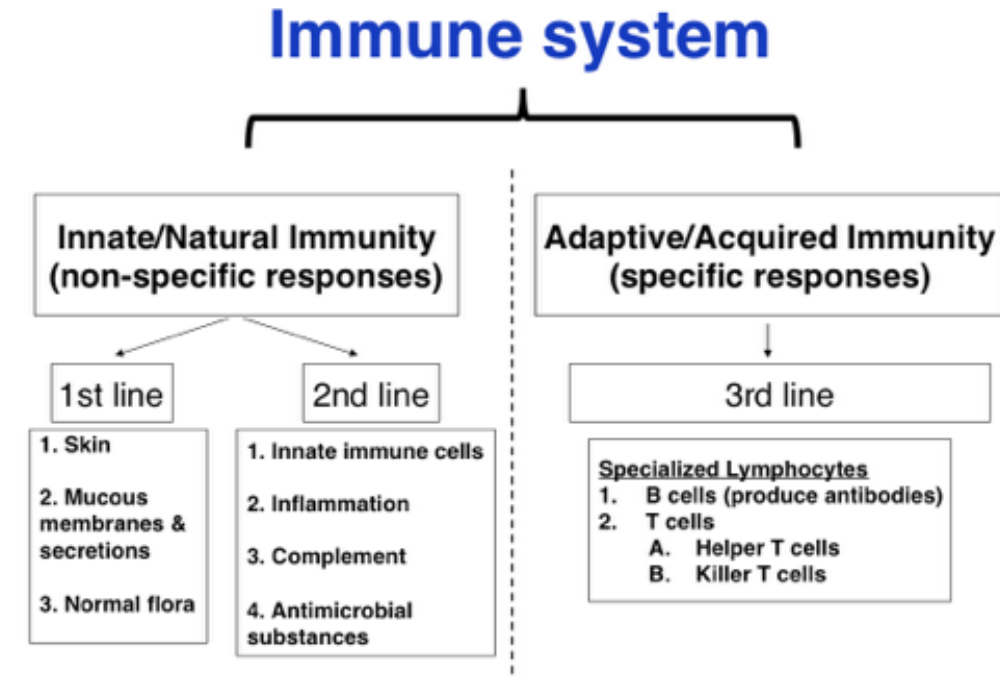 Immune system
Innate/Natural Immunity
(non-specific responses)
Adaptive/Acquired Immunity
(specific responses)
1st line
2nd line
3rd line
1. Skin
2. Mucous
membranes &
secretions
3. Normal flora
1. Innate immune cells
2. Inflammation
3. Complement
4. Antimicrobial
substances
Specialized Lymphocytes
1. B cells (produce antibodies)
2. T cells
A. Helper T cells
B. Killer T cells